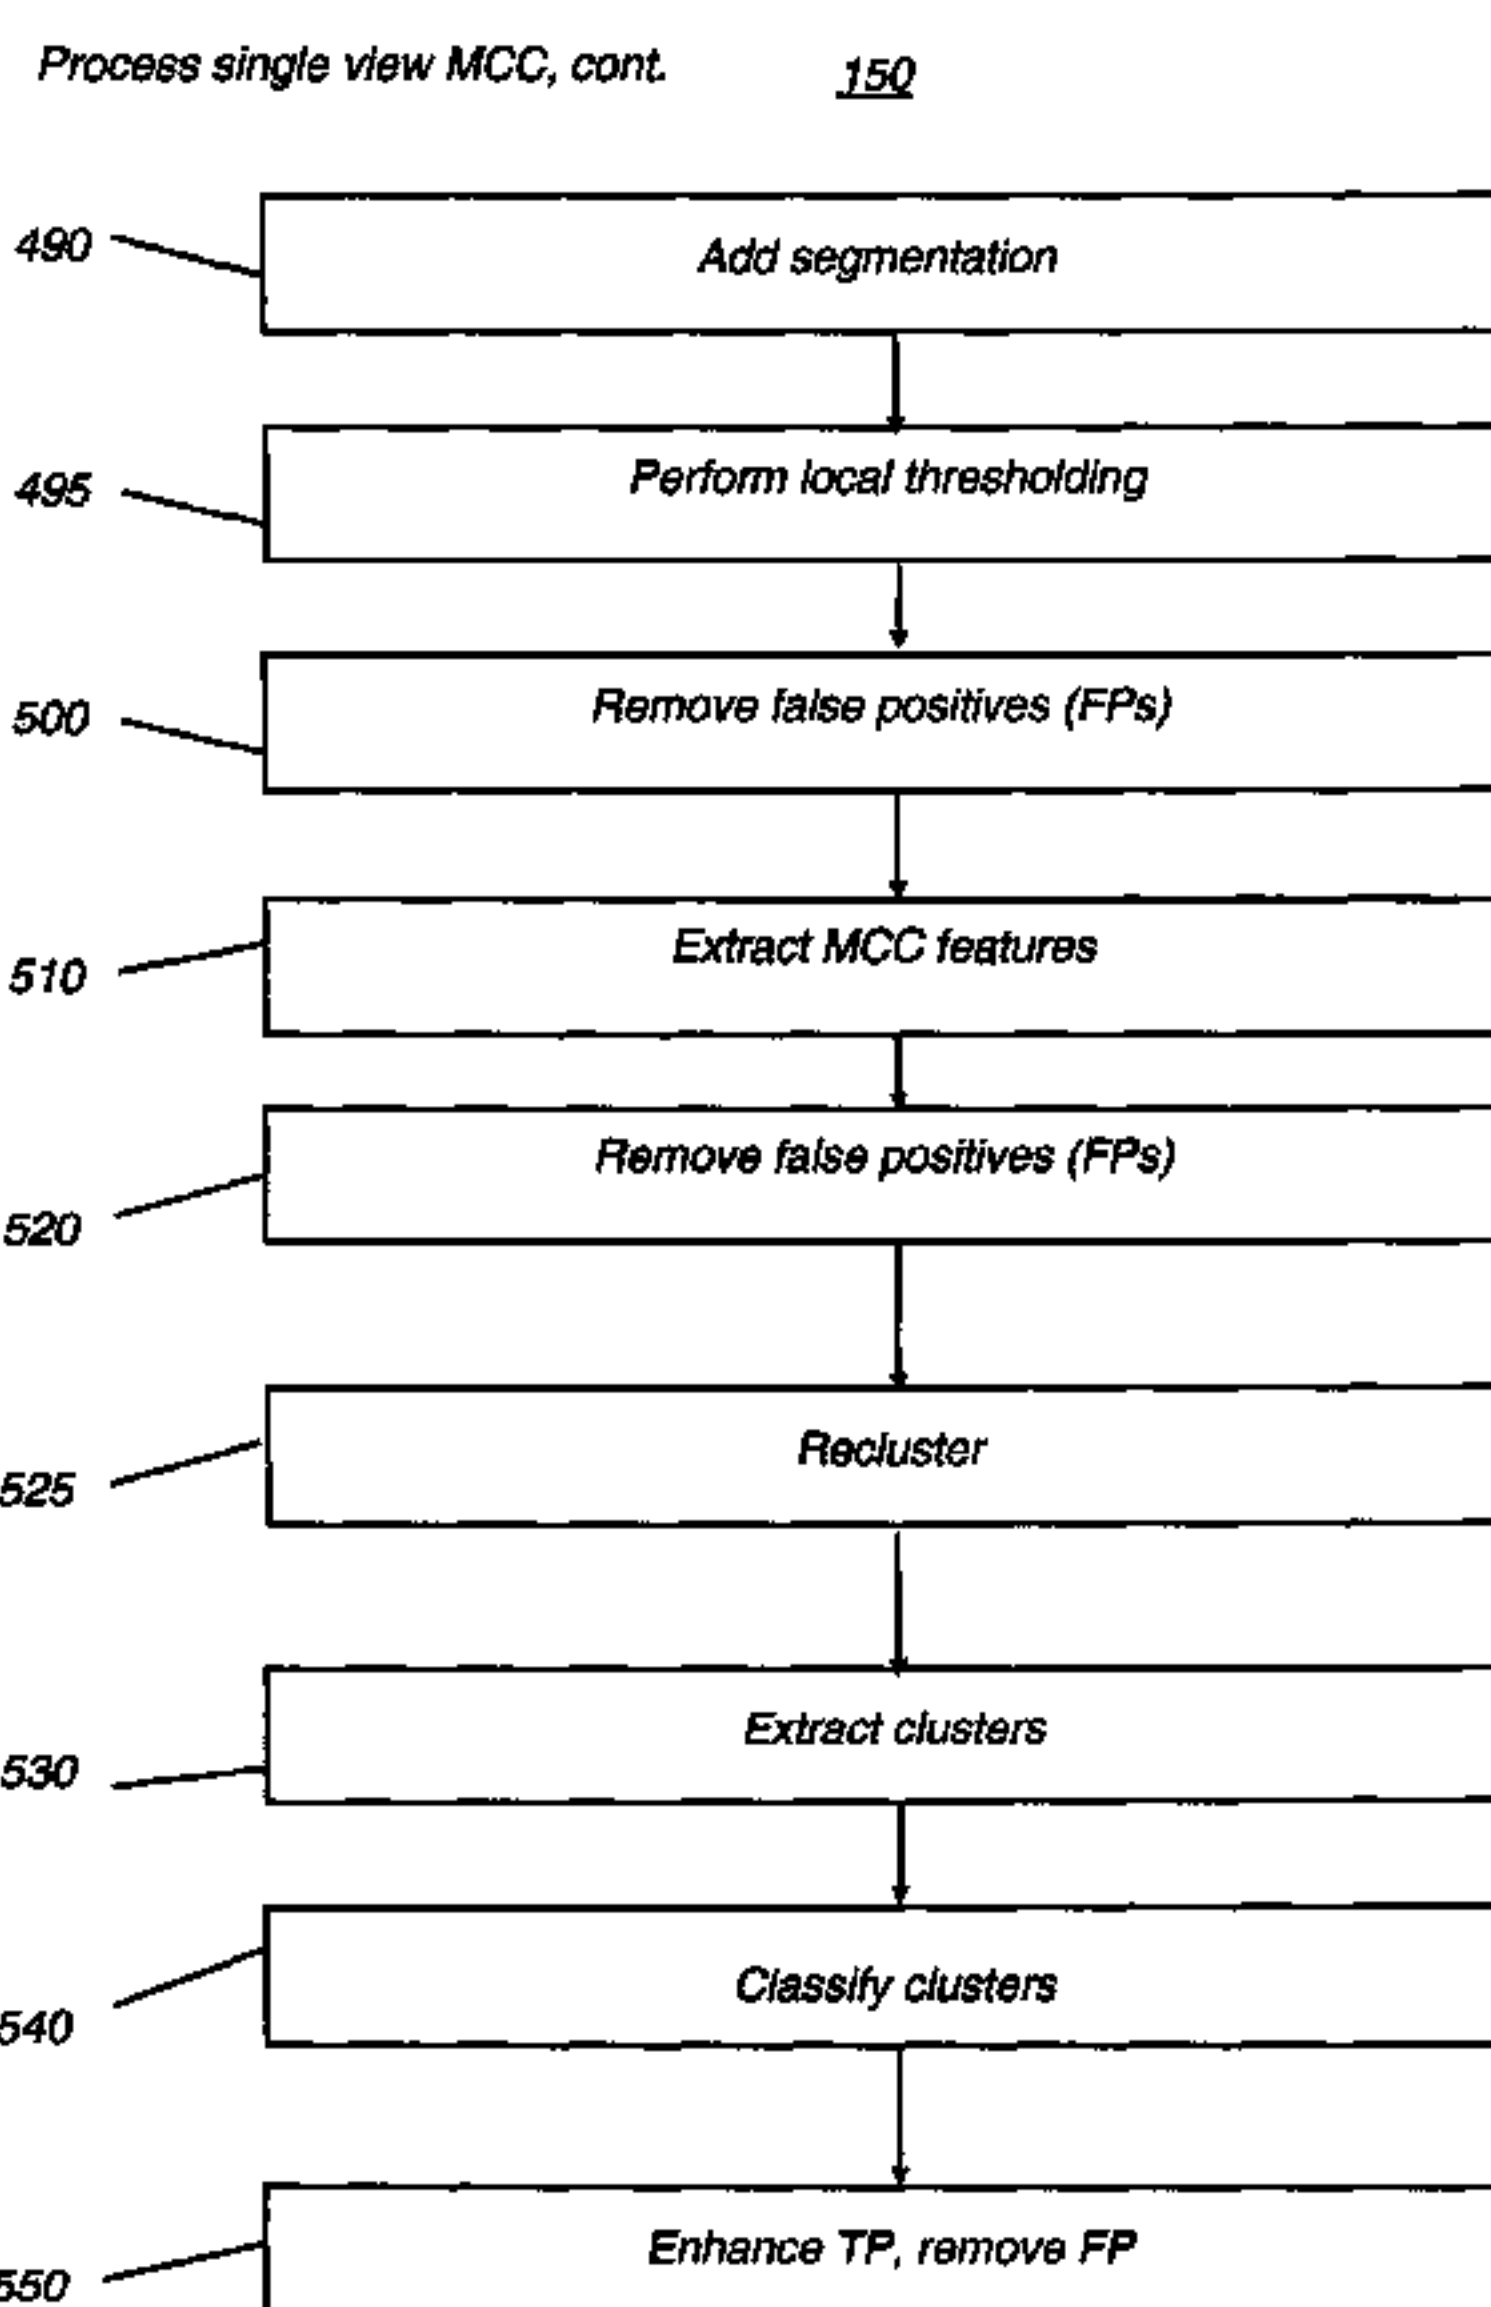 Process single view MCC, cont. 150
490 Add segmentation
495 Perform local thresholding
500 Remove false positives (FPs)
510 Extract MCC features
520 Remove false positives (FPs)
525 Recluster
530 Extract clusters
540 Classify clusters
550 Enhance TP, remove FP